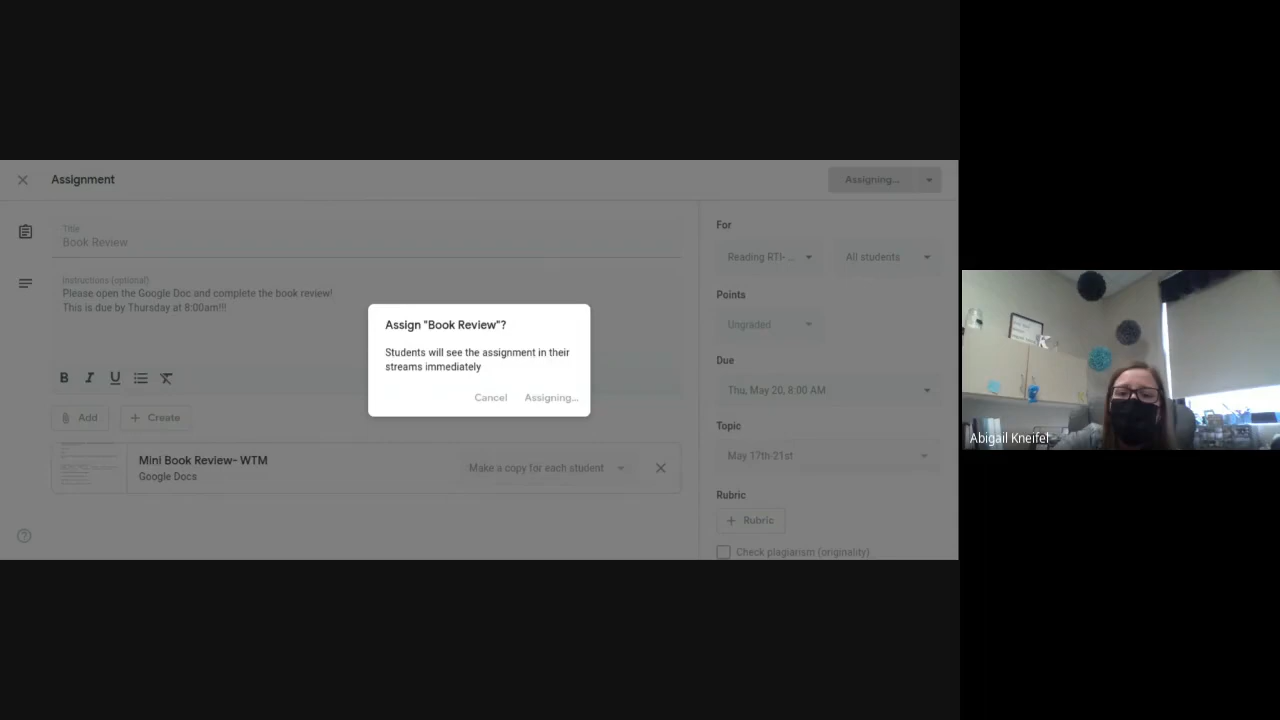 Assignment
Assigning...
Title
Book Review
Instructions (optional)
Please open the Google Doc and complete the book review!
This is due by Thursday at 8:00am!!!
B I U
Add
+ Create
Mini Book Review- WTM
Google Docs
Make a copy for each student
For
Reading RTI- ...
All students
Points
Ungraded
Due
Thu, May 20, 8:00 AM
Topic
May 17th-21st
Rubric
+ Rubric
Check plagiarism (originality)
Assign "Book Review"?
Students will see the assignment in their
streams immediately
Cancel
Assigning...
K
Abigail Kneifel